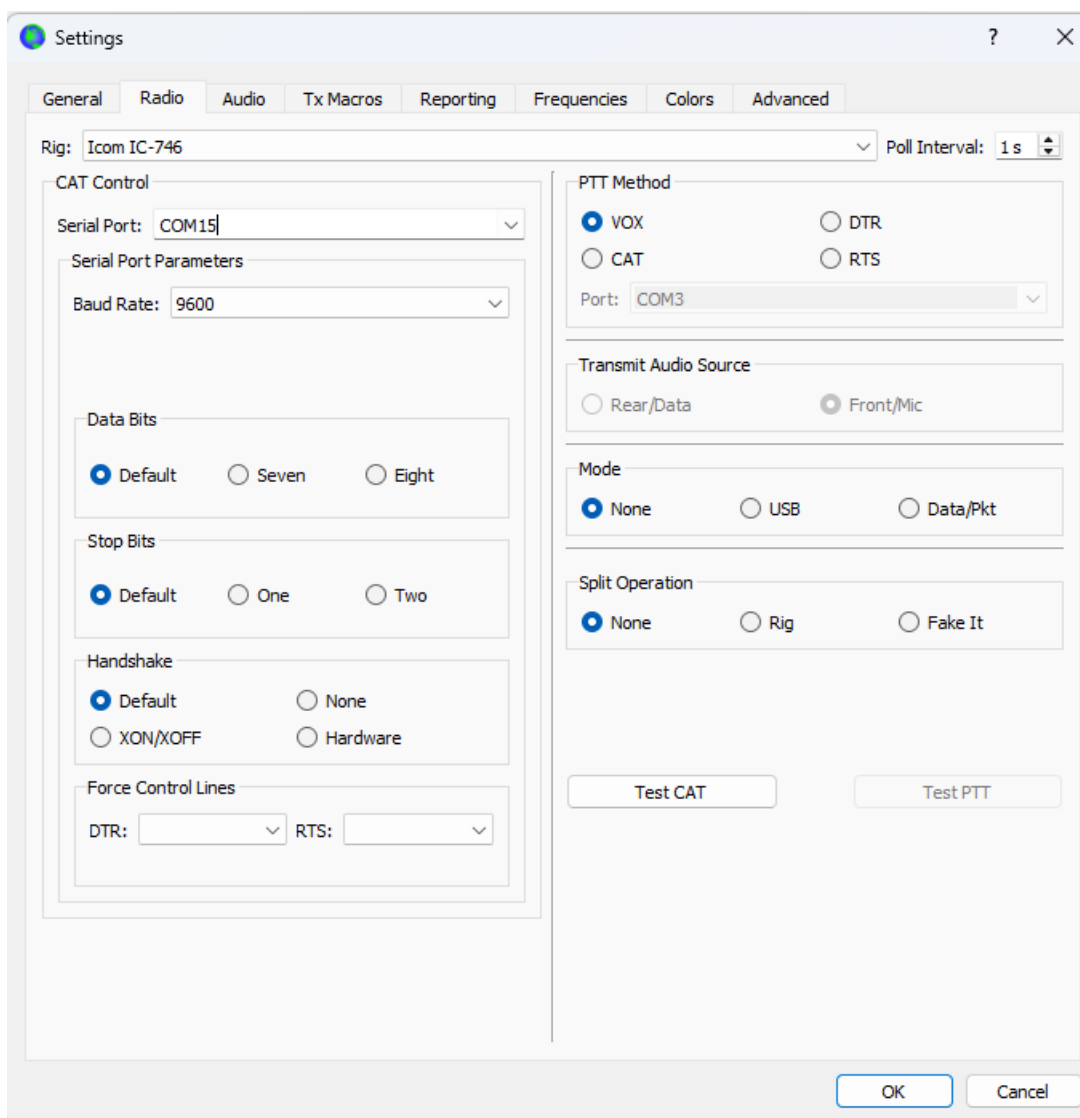 Settings
?
General Radio Audio Tx Macros Reporting Frequencies Colors Advanced
Rig: Icom IC-746 Poll Interval: 1 s
CAT Control
Serial Port: COM15
Serial Port Parameters
Baud Rate: 9600
Data Bits
Default Seven Eight
Stop Bits
Default One Two
Handshake
Default None
XON/XOFF Hardware
Force Control Lines
DTR: RTS:
PTT Method
VOX DTR
CAT RTS
Port: COM3
Transmit Audio Source
Rear/Data Front/Mic
Mode
None USB Data/Pkt
Split Operation
None Rig Fake It
Test CAT Test PTT
OK Cancel